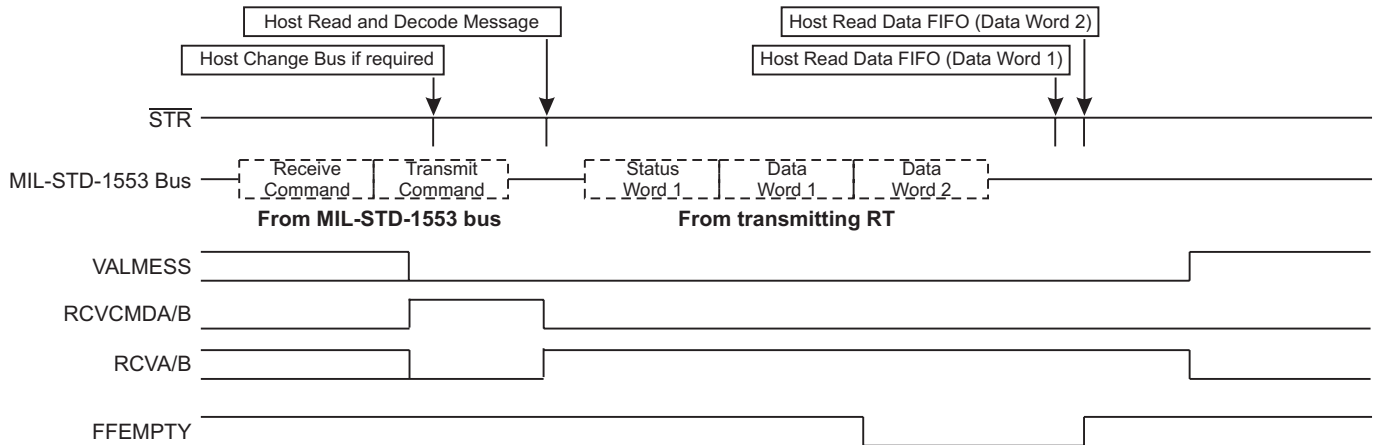 Host Read and Decode Message
Host Read Data FIFO (Data Word 2)
Host Change Bus if required
Host Read Data FIFO (Data Word 1)
STR
MIL-STD-1553 Bus
Receive
Command
Transmit
Command
Status
Word 1
Data
Word 1
Data
Word 2
From MIL-STD-1553 bus
From transmitting RT
VALMESS
RCVCMDA/B
RCVA/B
FFEMPTY